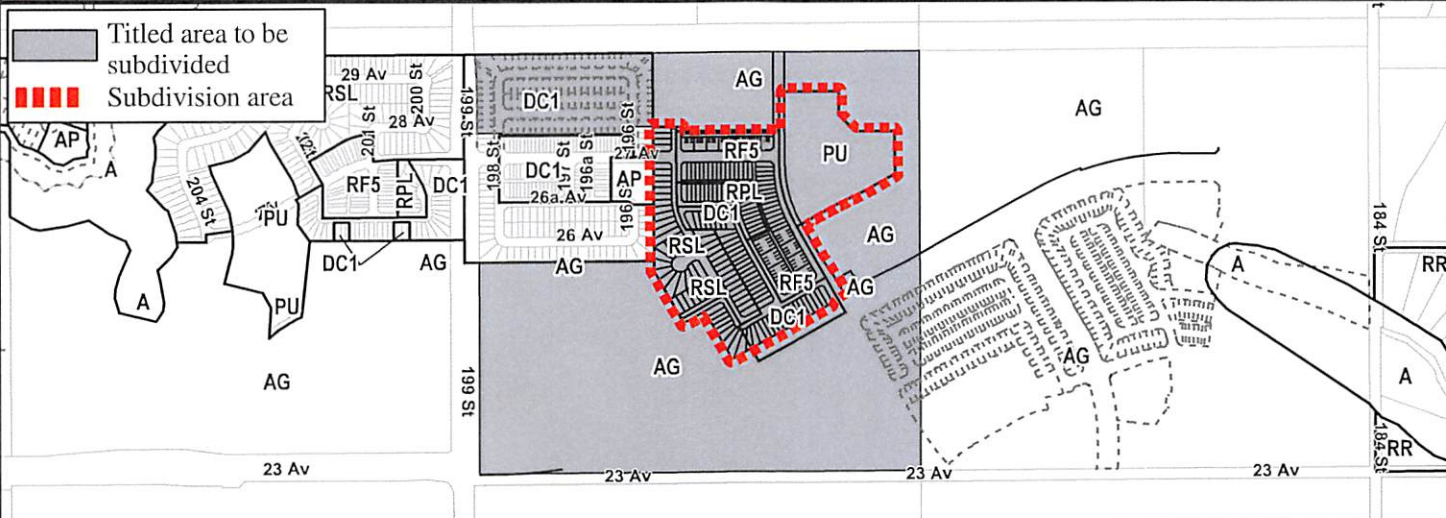 Titled area to be
subdivided
Subdivision area
29 Av
RSL
200 St
199 St
28 Av
201 St
AP
A
204 St
PU
RF5
RPL
DC1
DC1
A
PU
AG
AG
199 St
23 Av
DC1
198 St
DC1
197 St
196a St
196 St
27 Av
AP
26a Av
26 Av
196 St
AG
AG
RF5
PU
RPL
DC1
RSL
RSL
RF5
DC1
AG
AG
AG
23 Av
23 Av
AG
AG
A
184 St
RR
A
184 St
RR
23 Av